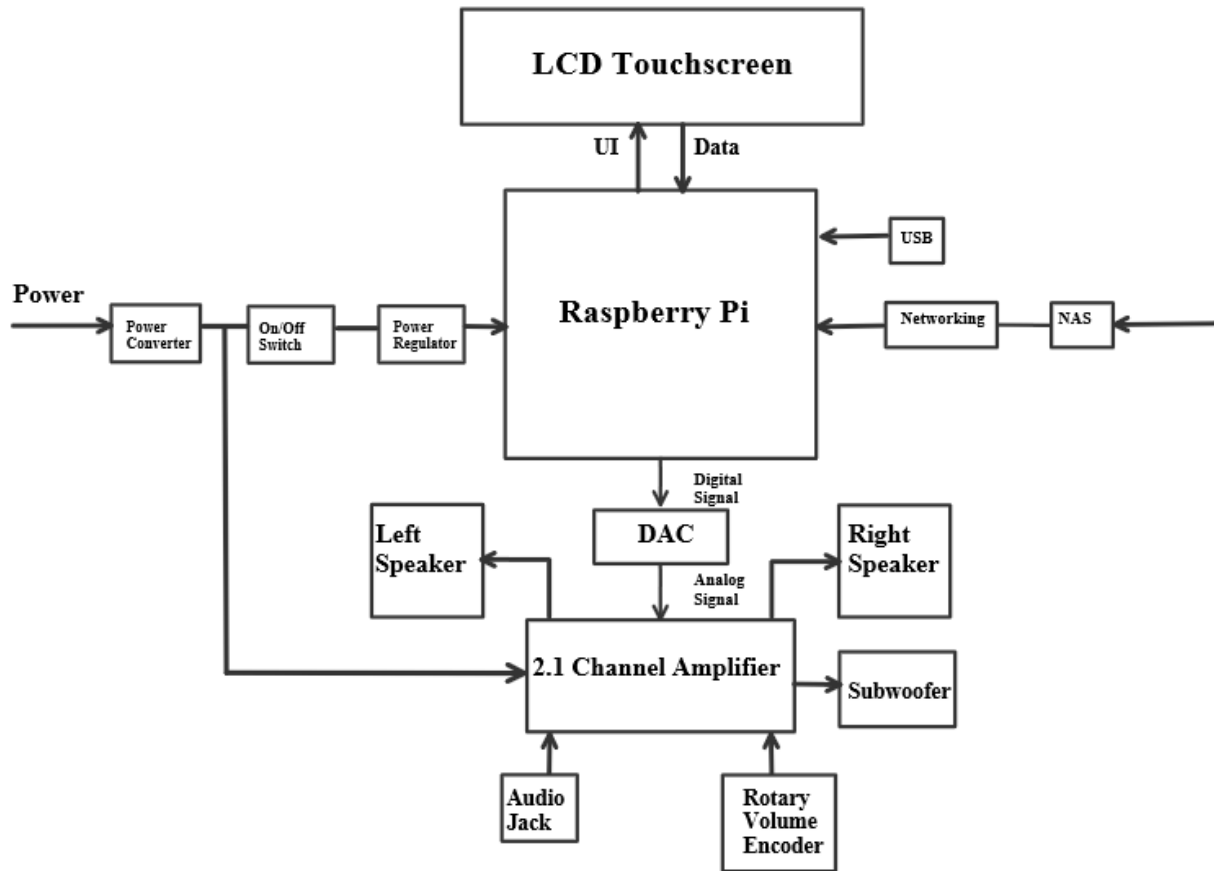 LCD Touchscreen
UI
Data
USB
Raspberry Pi
Power
Power
Converter
On/Off
Switch
Power
Regulator
Networking
NAS
Digital
Signal
Left
Speaker
DAC
Right
Speaker
Analog
Signal
2.1 Channel Amplifier
Subwoofer
Audio
Jack
Rotary
Volume
Encoder